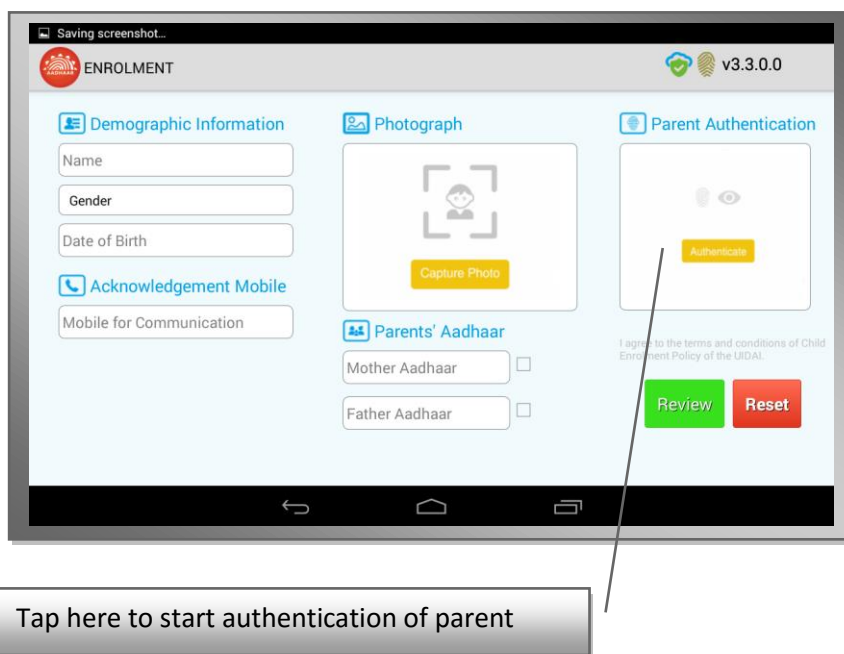 Saving screenshot…
AADHAAR
ENROLMENT
v3.3.0.0
Demographic Information
Name
Gender
Date of Birth
Acknowledgement Mobile
Mobile for Communication
Photograph
Capture Photo
Parents' Aadhaar
Mother Aadhaar
Father Aadhaar
Parent Authentication
Authenticate
I agree to the terms and conditions of Child
Enrolment Policy of the UIDAI.
Review
Reset
Tap here to start authentication of parent